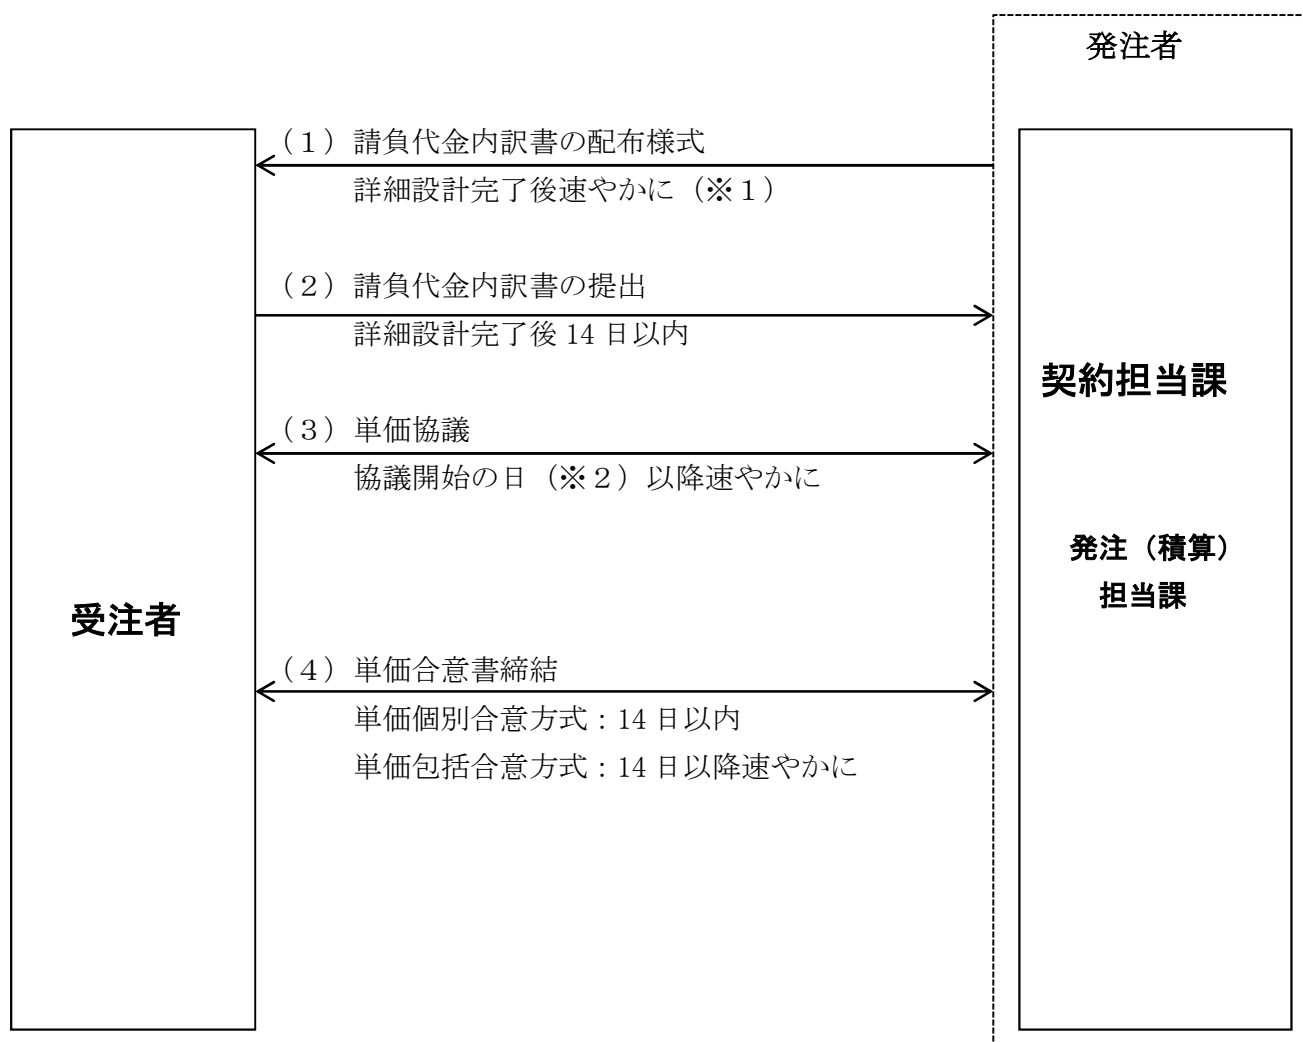 発注者
（１）請負代金内訳書の配布様式
詳細設計完了後速やかに（※１）
（２）請負代金内訳書の提出
詳細設計完了後 14 日以内
契約担当課
（３）単価協議
協議開始の日（※２）以降速やかに
発注（積算）
担当課
受注者
（４）単価合意書締結
単価個別合意方式：14 日以内
単価包括合意方式：14 日以降速やかに